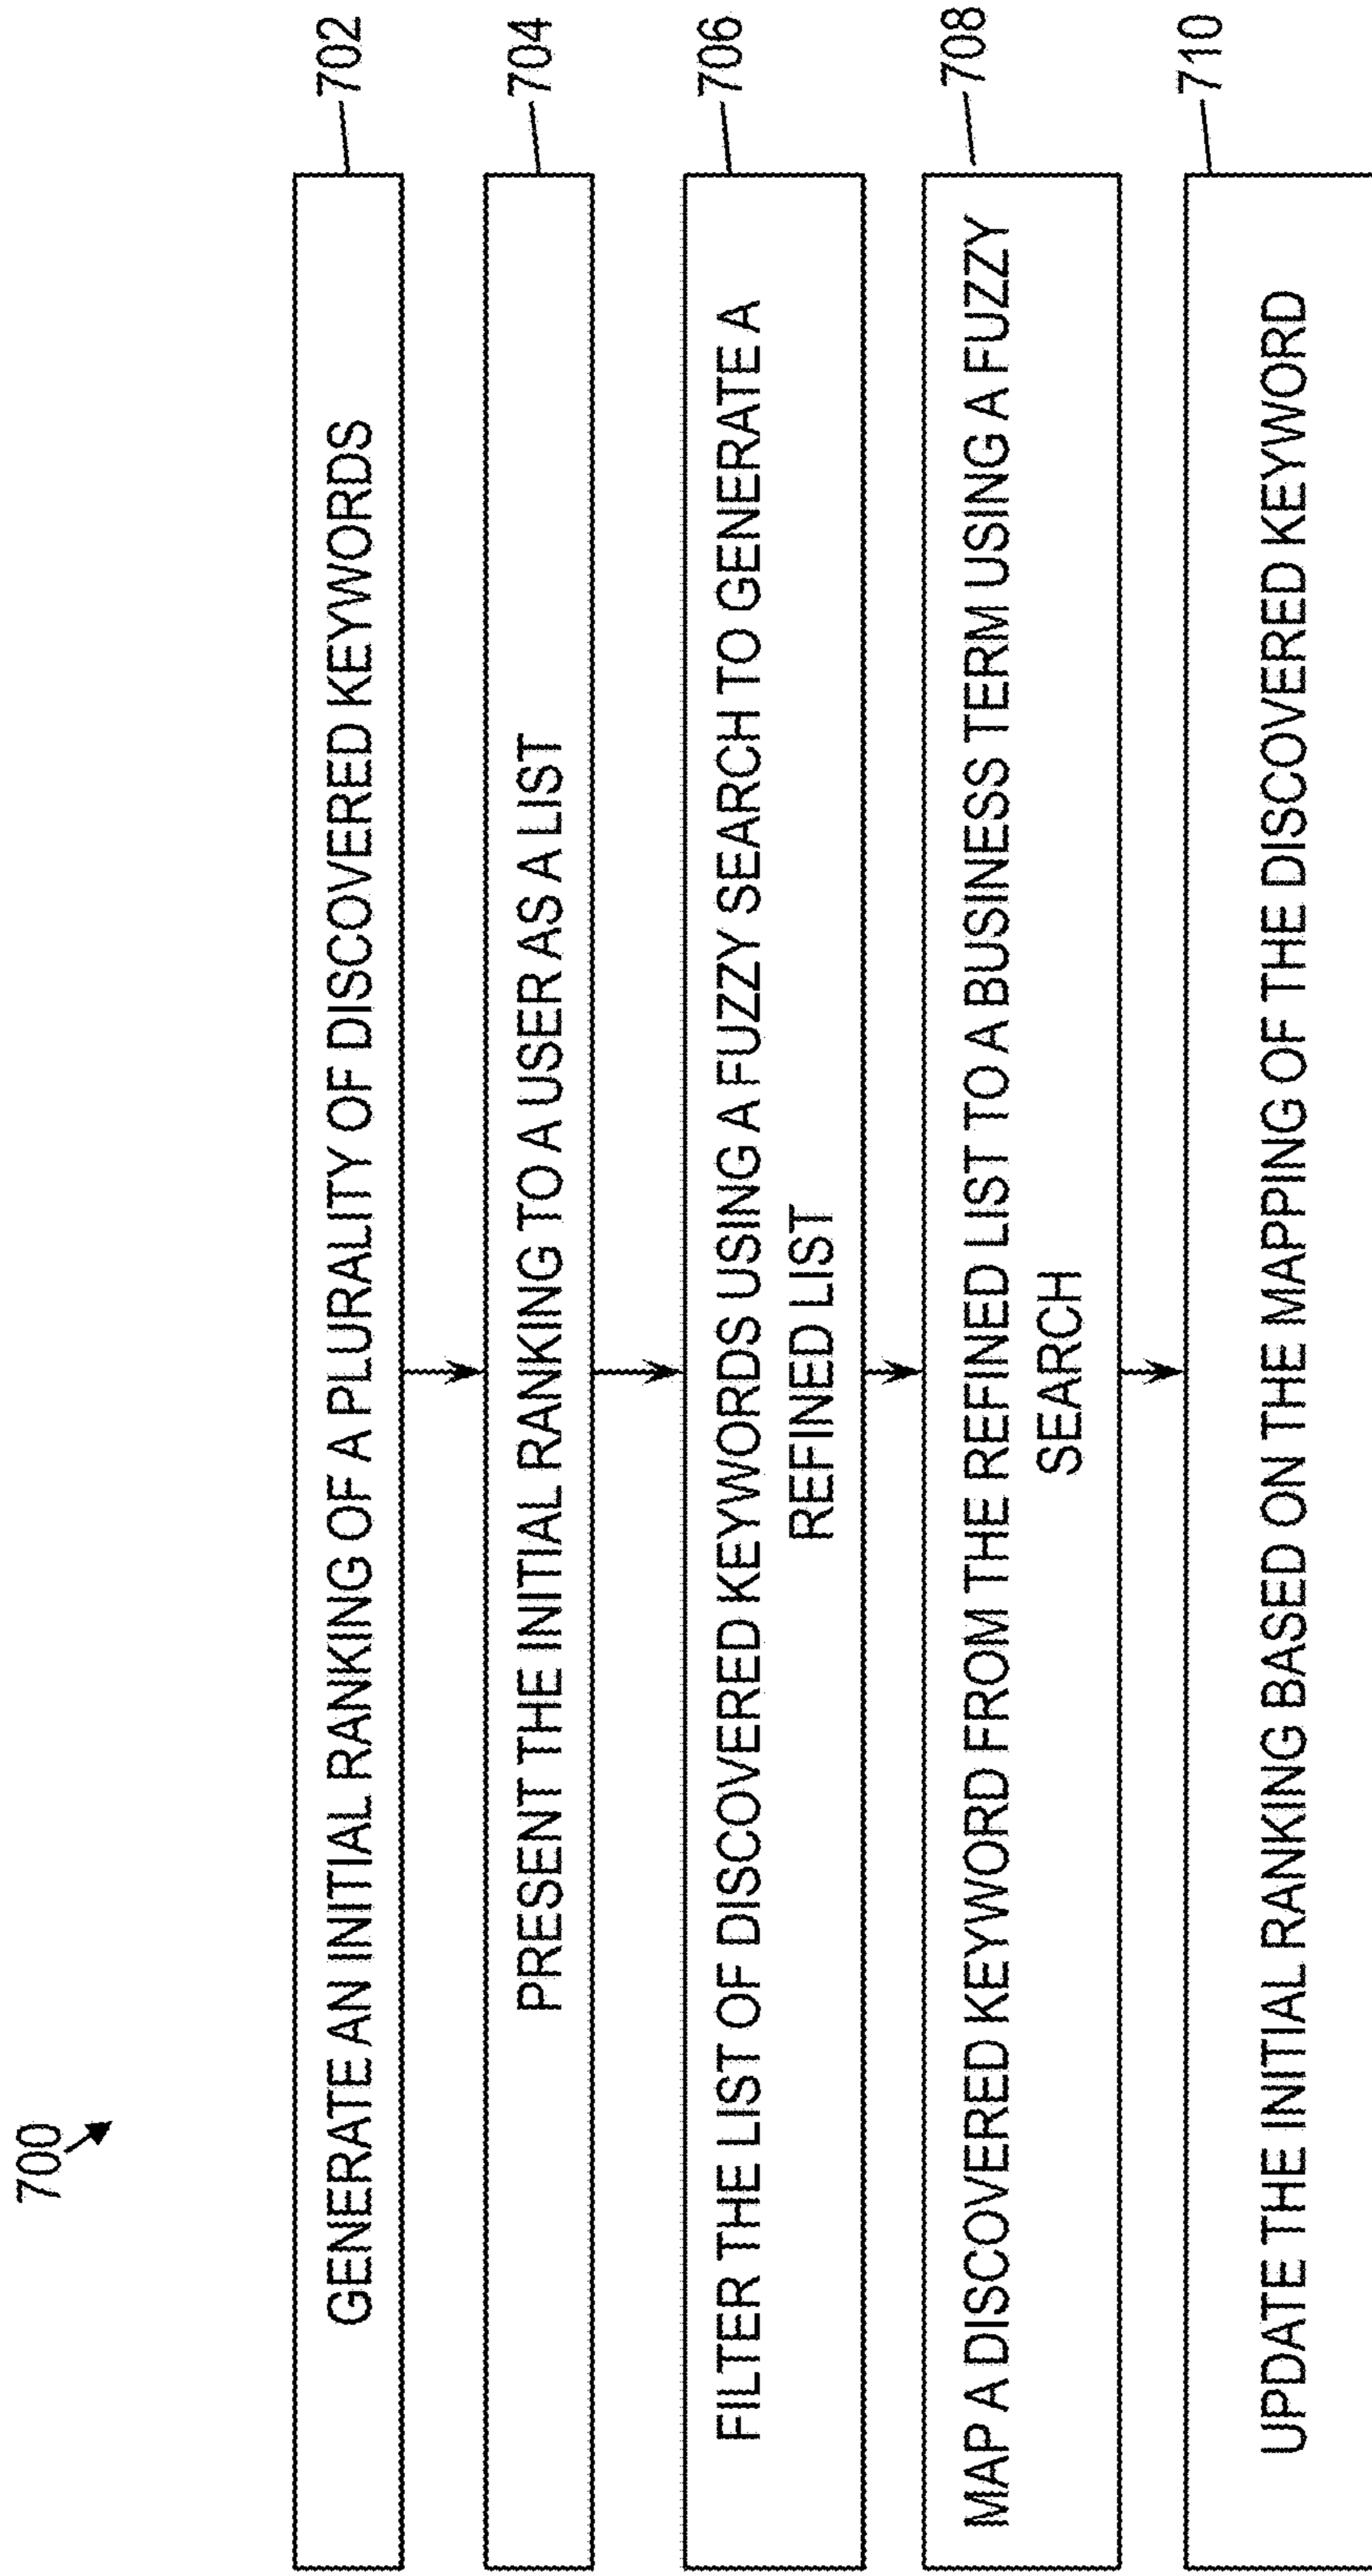 700
GENERATE AN INITIAL RANKING OF A PLURALITY OF DISCOVERED KEYWORDS
702
PRESENT THE INITIAL RANKING TO A USER AS A LIST
704
FILTER THE LIST OF DISCOVERED KEYWORDS USING A FUZZY SEARCH TO GENERATE A
REFINED LIST
706
MAP A DISCOVERED KEYWORD FROM THE REFINED LIST TO A BUSINESS TERM USING A FUZZY
SEARCH
708
UPDATE THE INITIAL RANKING BASED ON THE MAPPING OF THE DISCOVERED KEYWORD
710